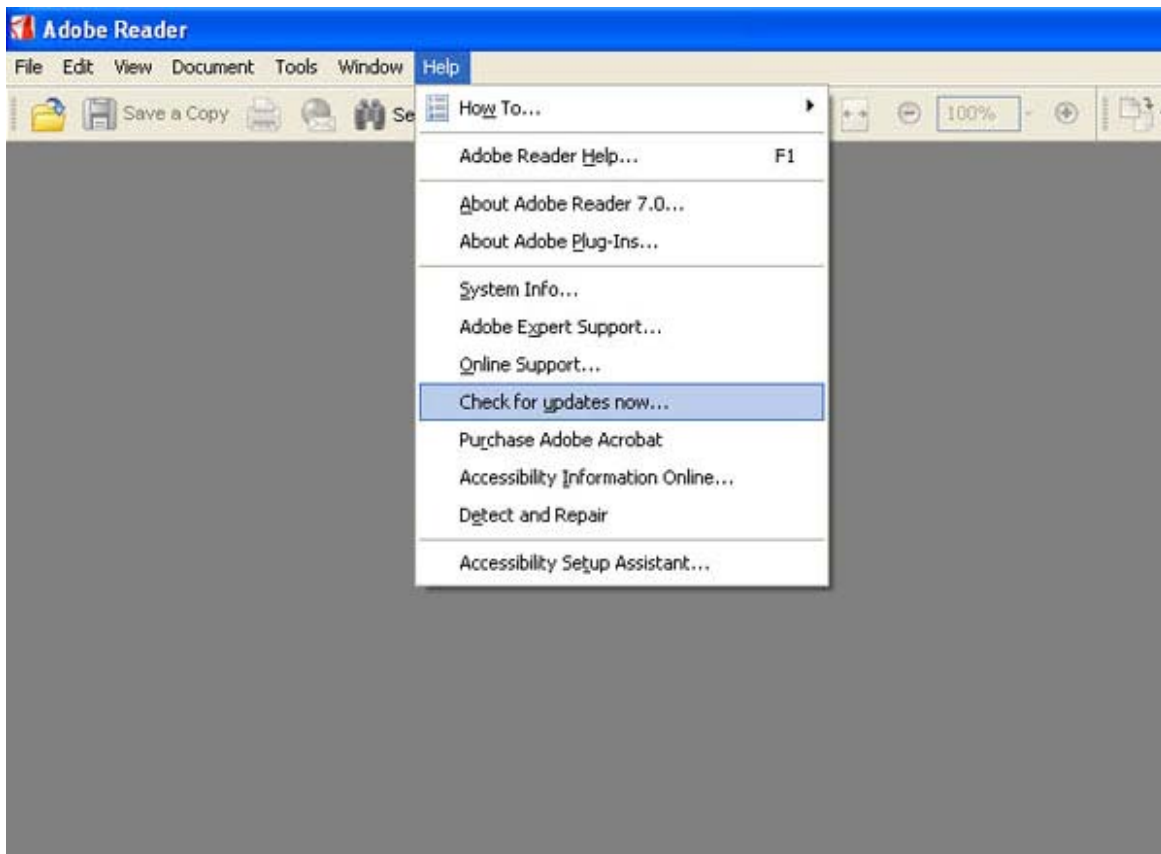 Adobe Reader
File Edit View Document Tools Window Help
Save a Copy Se 100%
How To...
Adobe Reader Help... F1
About Adobe Reader 7.0...
About Adobe Plug-Ins...
System Info...
Adobe Expert Support...
Online Support...
Check for updates now...
Purchase Adobe Acrobat
Accessibility Information Online...
Detect and Repair
Accessibility Setup Assistant...